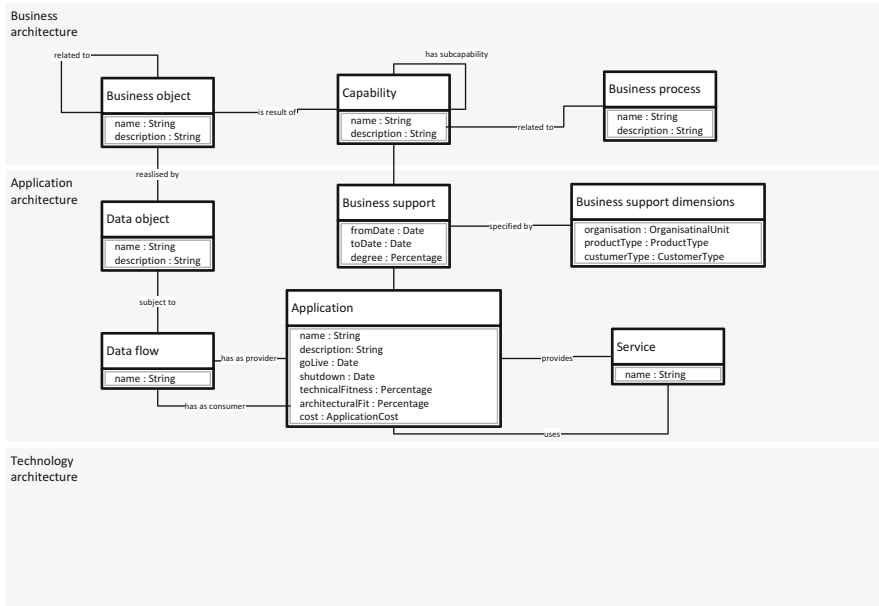 Business
architecture
related to
has subcapability
Business object
name : String
description : String
is result of
Capability
name : String
description : String
related to
Business process
name : String
description : String
Application
architecture
reaslised by
Data object
name : String
description : String
Business support
fromDate : Date
toDate : Date
degree : Percentage
specified by
Business support dimensions
organisation : OrganisatinalUnit
productType : ProductType
custumerType : CustomerType
subject to
Data flow
name : String
has as provider
has as consumer
Application
name : String
description: String
goLive : Date
shutdown : Date
technicalFitness : Percentage
architecturalFit : Percentage
cost : ApplicationCost
provides
Service
name : String
uses
Technology
architecture